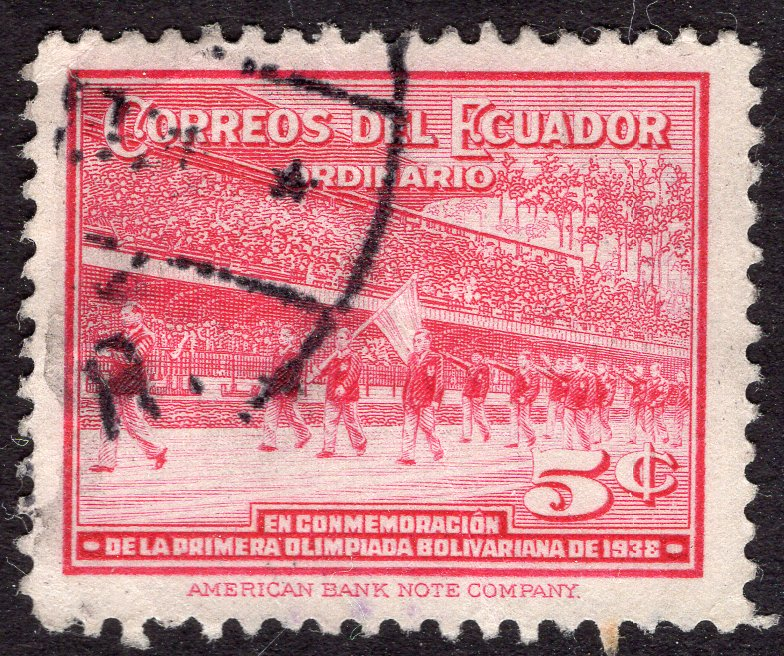 CORREOS DEL ECUADOR
ORDINARIO
R.
5¢
EN CONMEMORACIÓN
DE LA PRIMERA OLIMPIADA BOLIVARIANA DE 1938
AMERICAN BANK NOTE COMPANY.